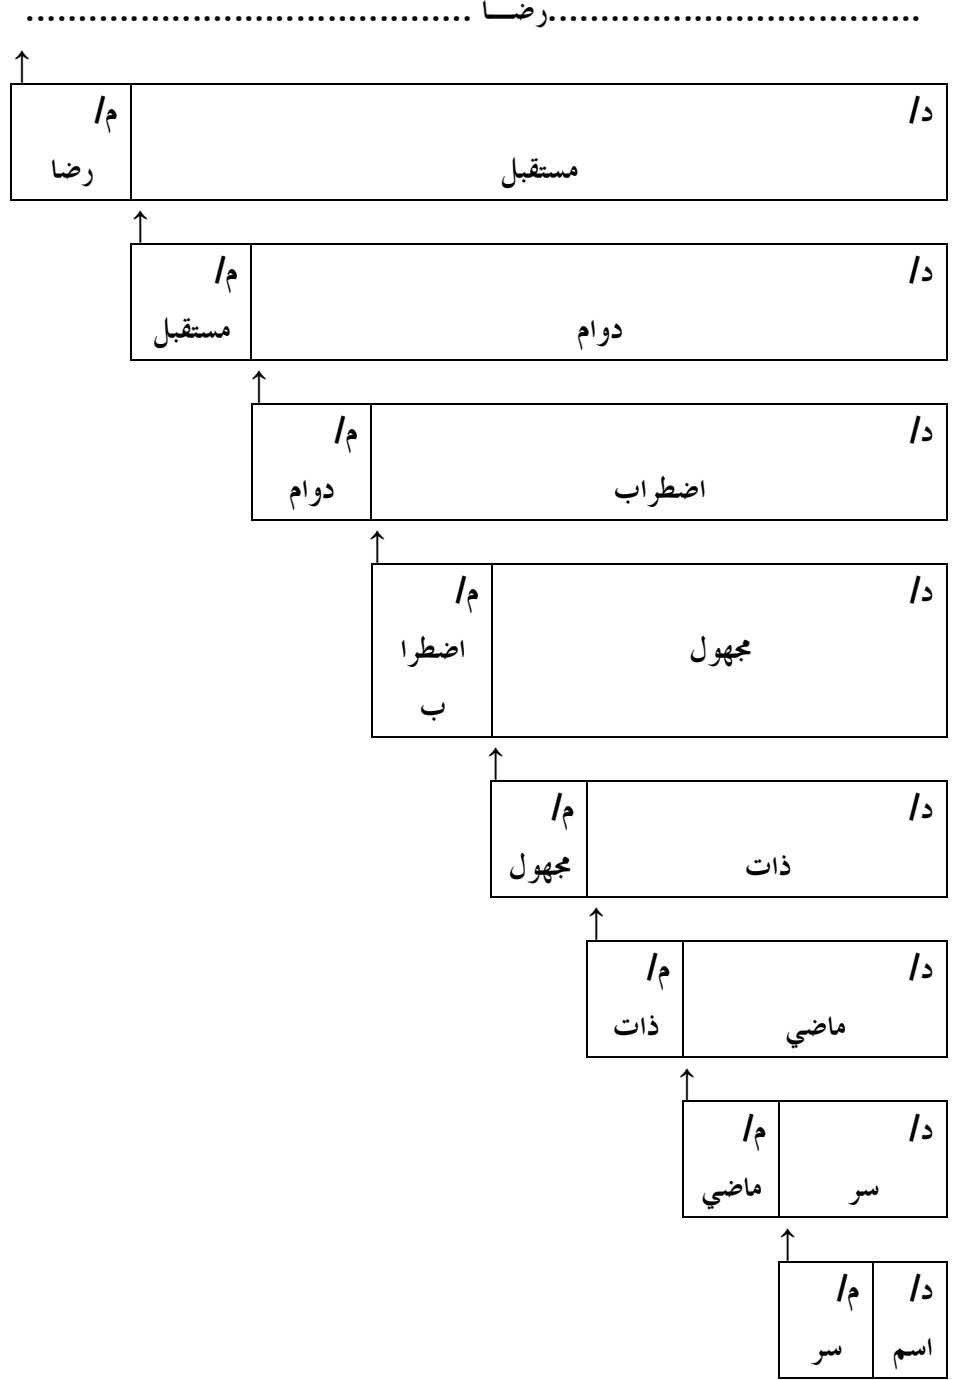 ...................................رضـــا ..........................................
↑
د/ م/
مستقبل رضا
↑
د/ م/
دوام مستقبل
↑
د/ م/
اضطراب دوام
↑
د/ م/
مجهول اضطرا
ب
↑
د/ م/
ذات مجهول
↑
د/ م/
ماضي ذات
↑
د/ م/
سر ماضي
↑
د/ م/
اسم سر